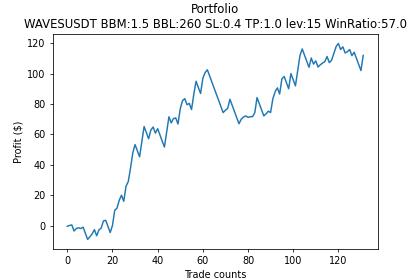 Portfolio
WAVESUSDT BBM:1.5 BBL:260 SL:0.4 TP:1.0 lev:15 WinRatio:57.0
120
100
80
60
40
20
0
Profit ($)
0 20 40 60 80 100 120
Trade counts